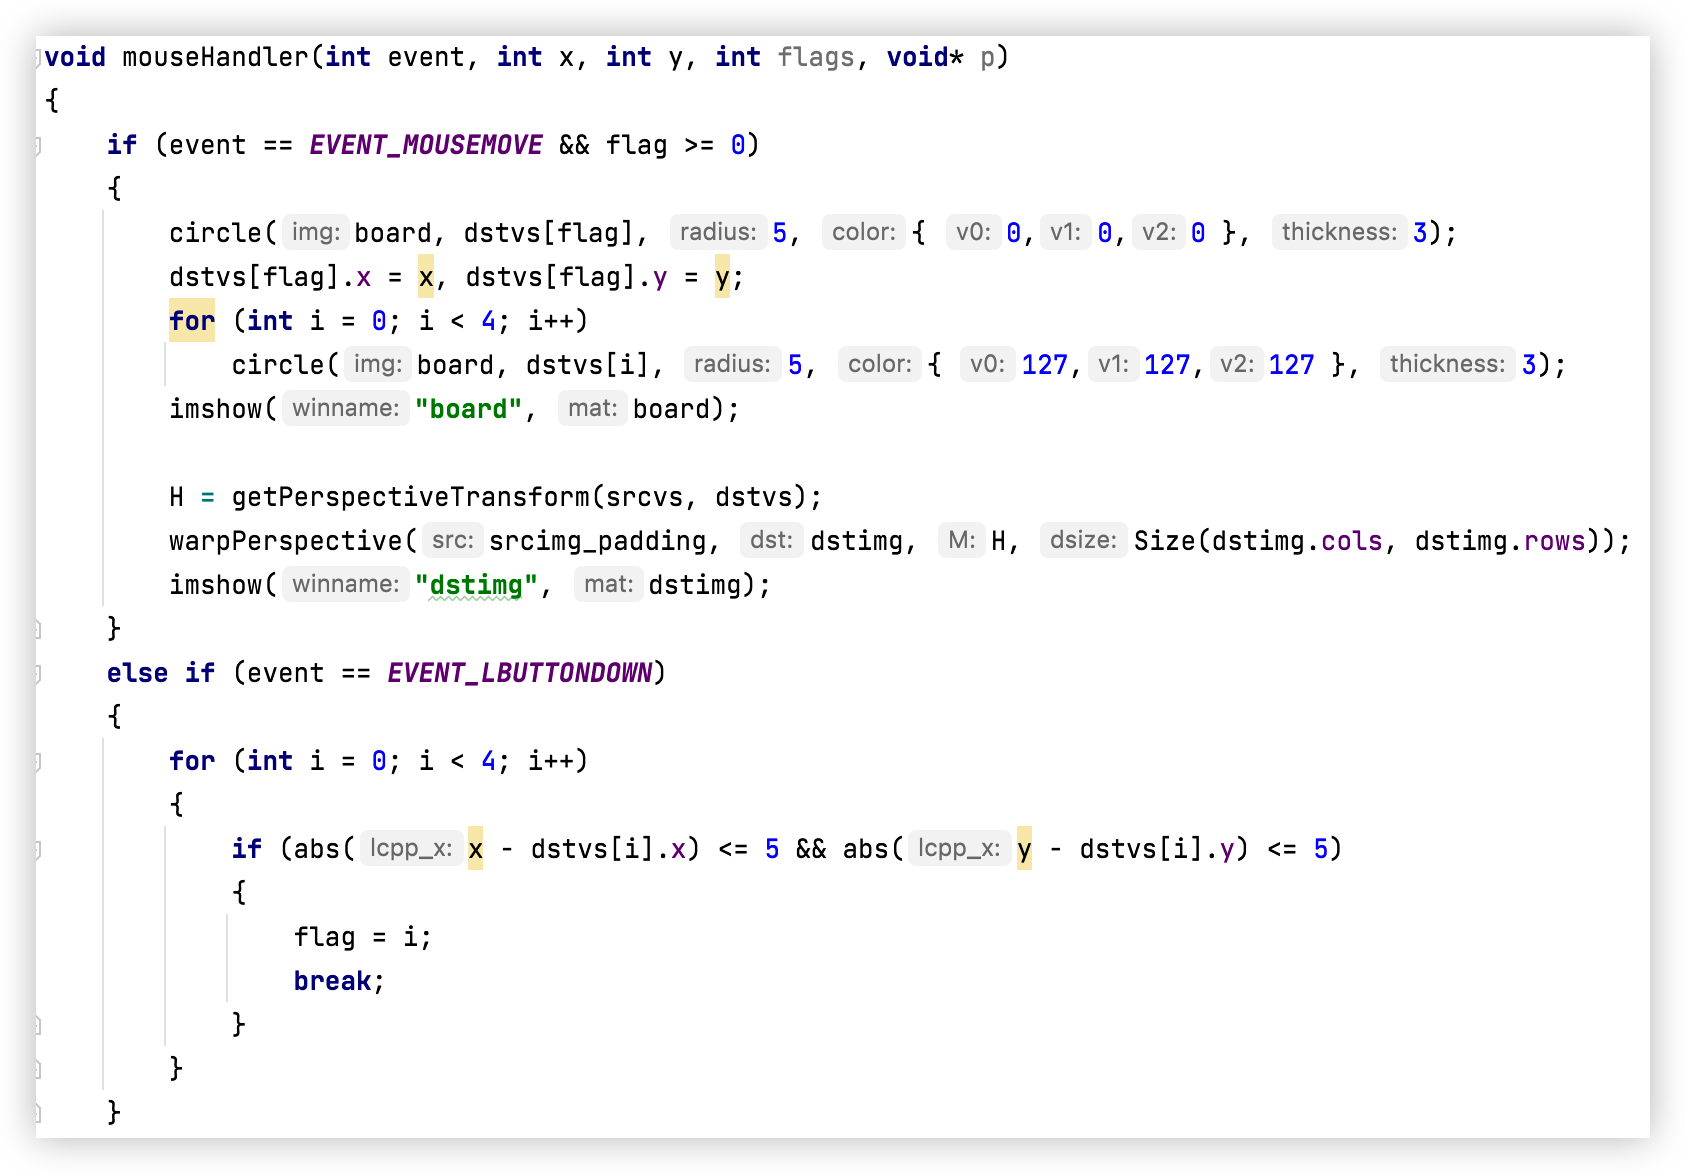 void mouseHandler(int event, int x, int y, int flags, void* p)
{
    if (event == EVENT_MOUSEMOVE && flag >= 0)
    {
        circle( img: board, dstvs[flag], radius: 5, color: { v0: 0, v1: 0, v2: 0 }, thickness: 3);
        dstvs[flag].x = x, dstvs[flag].y = y;
        for (int i = 0; i < 4; i++)
            circle( img: board, dstvs[i], radius: 5, color: { v0: 127, v1: 127, v2: 127 }, thickness: 3);
        imshow( winname: "board", mat: board);

        H = getPerspectiveTransform(srcvs, dstvs);
        warpPerspective( src: srcimg_padding, dst: dstimg, M: H, dsize: Size(dstimg.cols, dstimg.rows));
        imshow( winname: "dstimg", mat: dstimg);
    }
    else if (event == EVENT_LBUTTONDOWN)
    {
        for (int i = 0; i < 4; i++)
        {
            if (abs( lcpp_x: x - dstvs[i].x) <= 5 && abs( lcpp_x: y - dstvs[i].y) <= 5)
            {
                flag = i;
                break;
            }
        }
    }